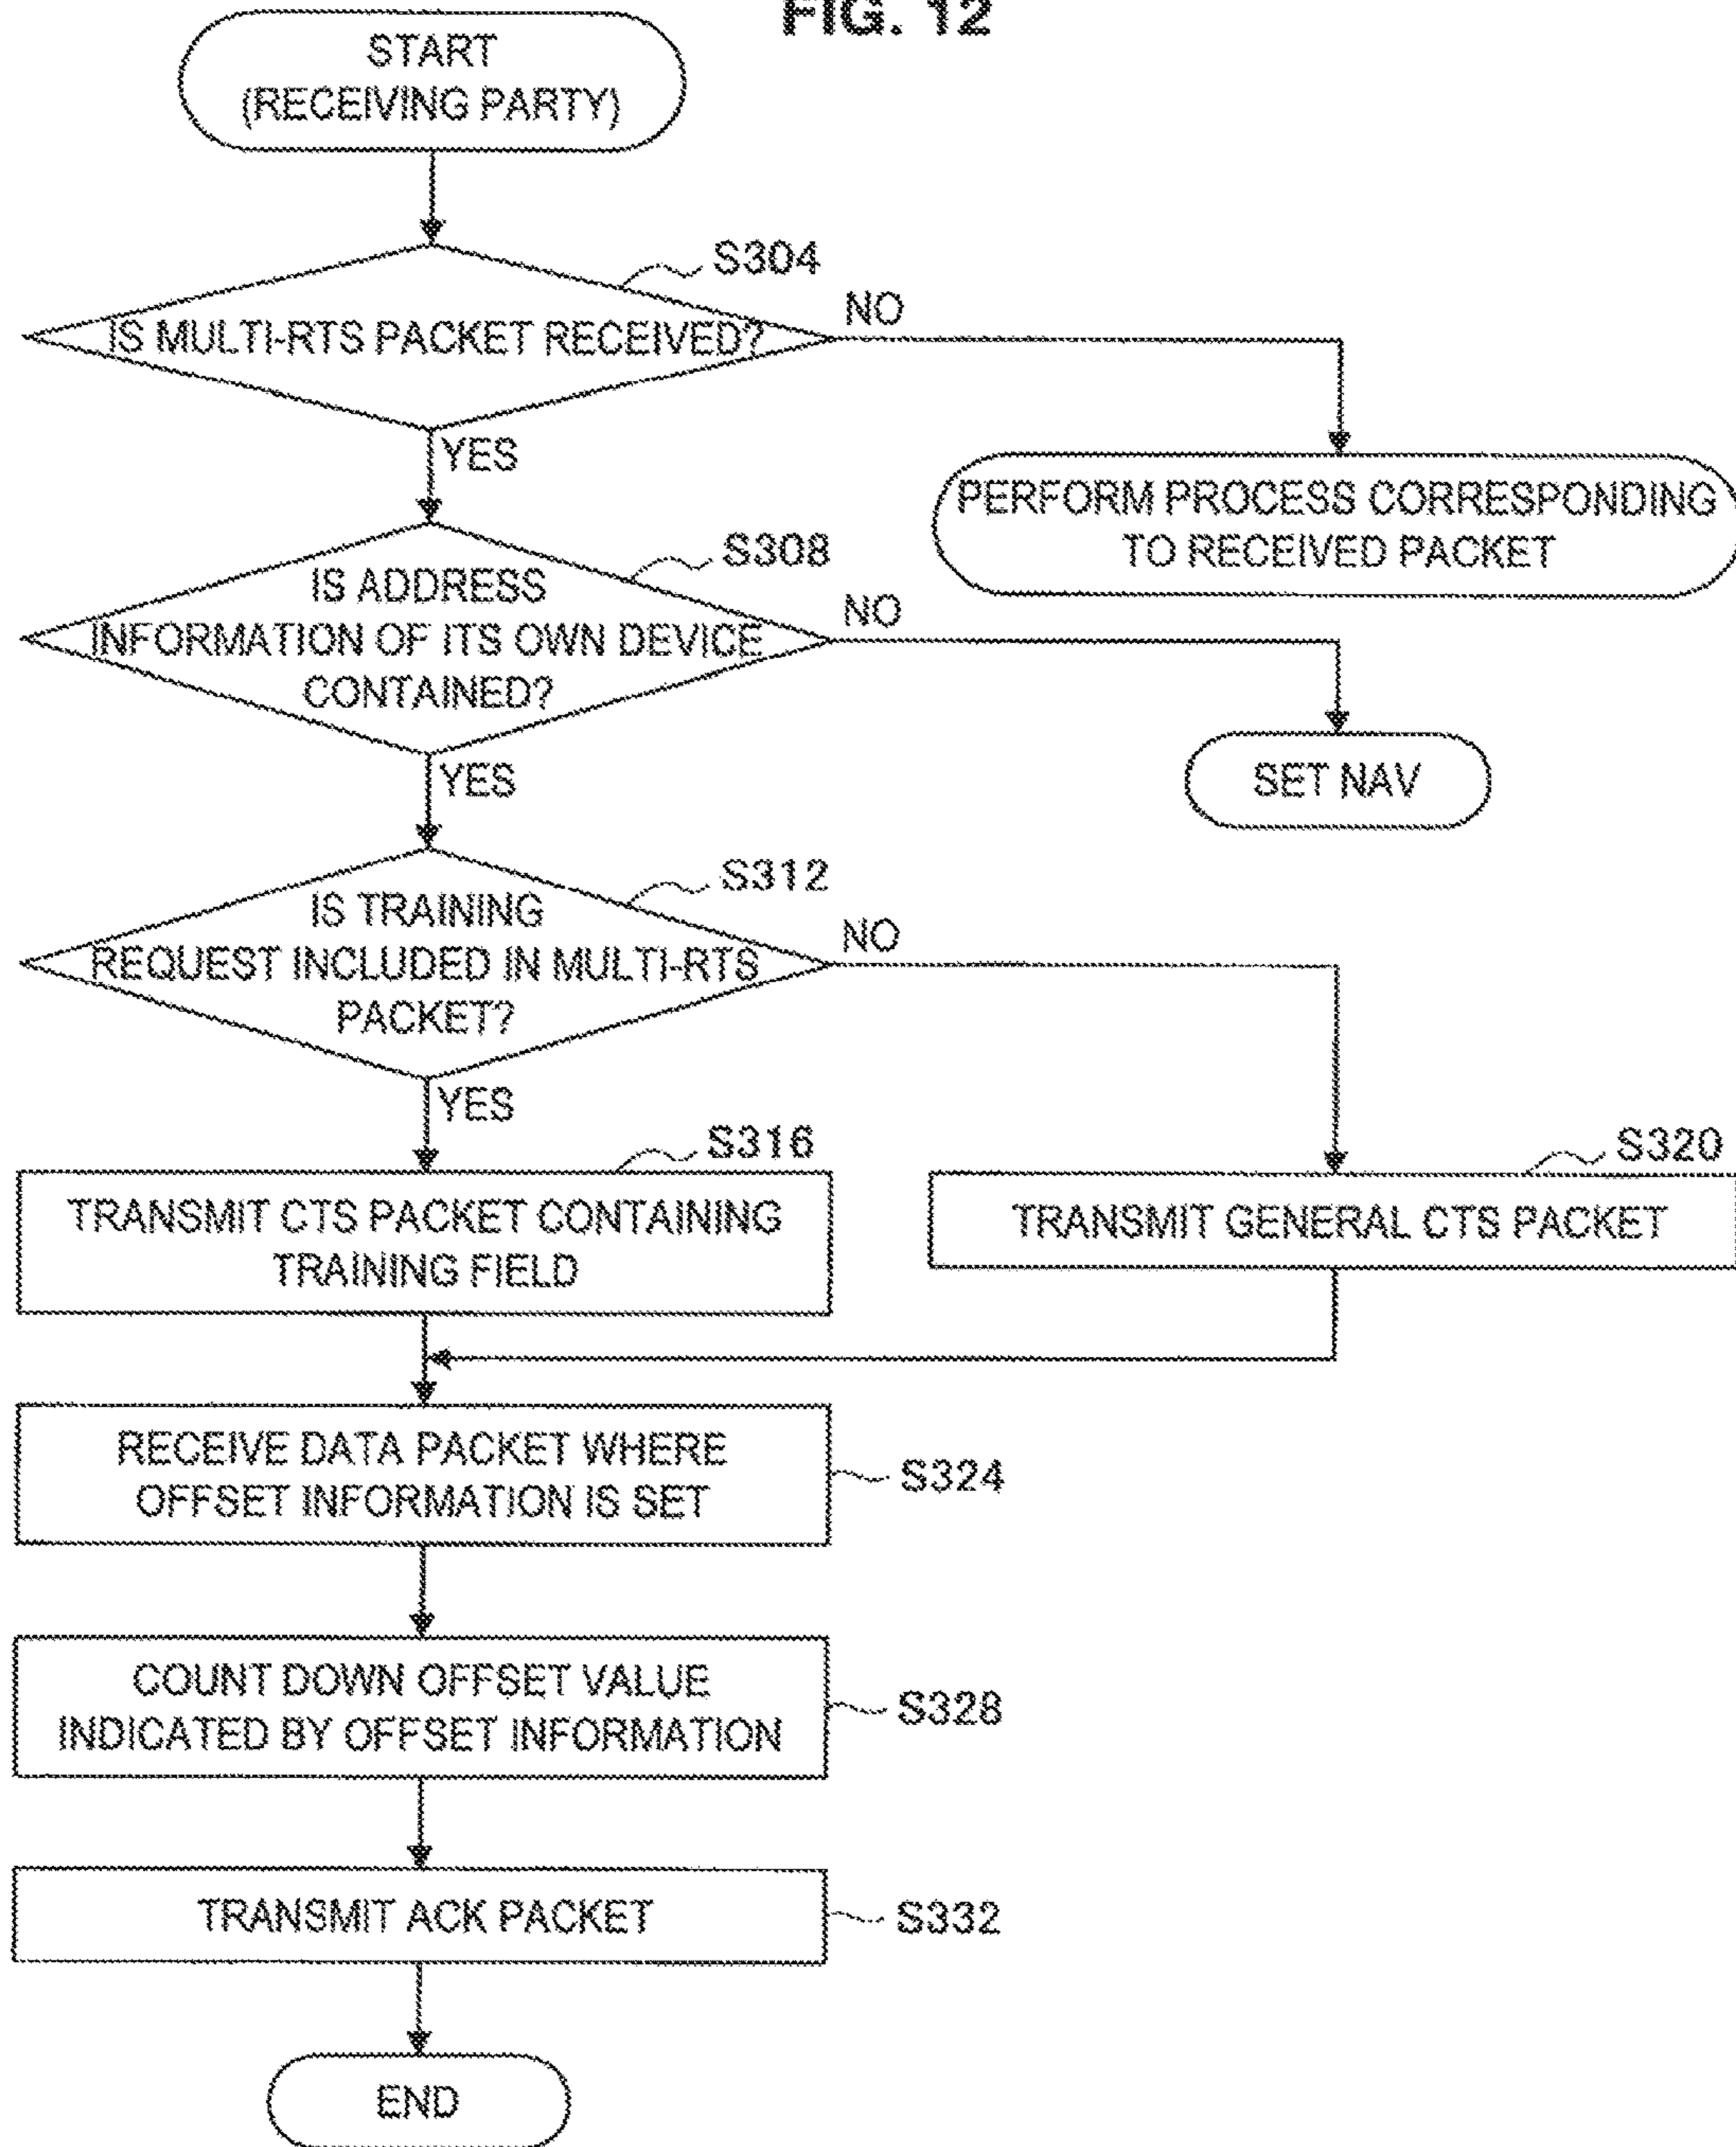 FIG. 12
START
(RECEIVING PARTY)
S304
IS MULTI-RTS PACKET RECEIVED?
NO
YES
PERFORM PROCESS CORRESPONDING
TO RECEIVED PACKET
S308
IS ADDRESS
INFORMATION OF ITS OWN DEVICE
CONTAINED?
NO
YES
SET NAV
S312
IS TRAINING
REQUEST INCLUDED IN MULTI-RTS
PACKET?
NO
YES
S316
TRANSMIT CTS PACKET CONTAINING
TRAINING FIELD
S320
TRANSMIT GENERAL CTS PACKET
RECEIVE DATA PACKET WHERE
OFFSET INFORMATION IS SET
S324
COUNT DOWN OFFSET VALUE
INDICATED BY OFFSET INFORMATION
S328
TRANSMIT ACK PACKET
S332
END